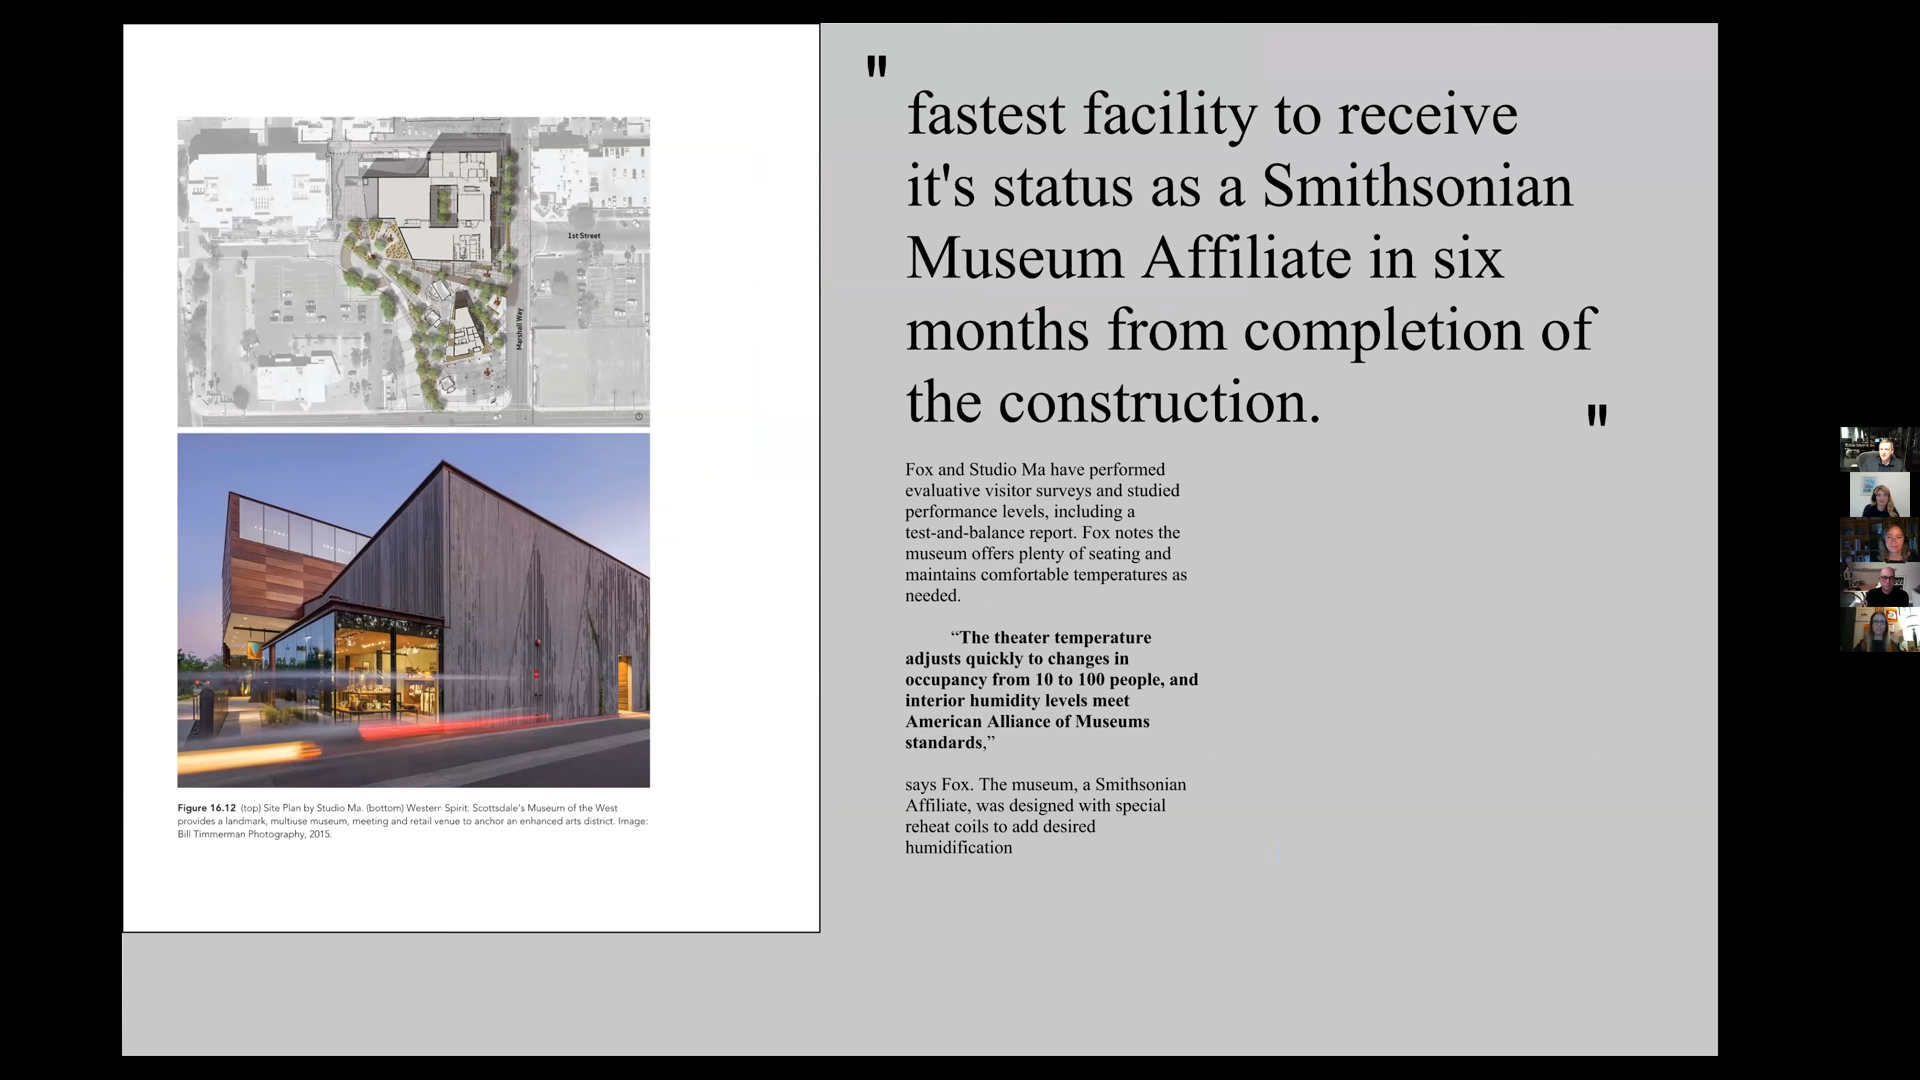 1st Street
Marshall Way
Figure 16.12 (top) Site Plan by Studio Ma. (bottom) Western Spirit: Scottsdale's Museum of the West
provides a landmark, multiuse museum, meeting and retail venue to anchor an enhanced arts district. Image:
Bill Timmerman Photography, 2015.
"
fastest facility to receive
it's status as a Smithsonian
Museum Affiliate in six
months from completion of
the construction.
"
Fox and Studio Ma have performed
evaluative visitor surveys and studied
performance levels, including a
test-and-balance report. Fox notes the
museum offers plenty of seating and
maintains comfortable temperatures as
needed.
“The theater temperature
adjusts quickly to changes in
occupancy from 10 to 100 people, and
interior humidity levels meet
American Alliance of Museums
standards,”
says Fox. The museum, a Smithsonian
Affiliate, was designed with special
reheat coils to add desired
humidification